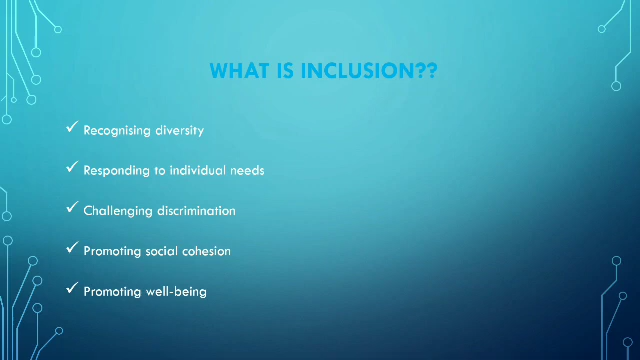 WHAT IS INCLUSION??
✓ Recognising diversity
✓ Responding to individual needs
✓ Challenging discrimination
✓ Promoting social cohesion
✓ Promoting well-being